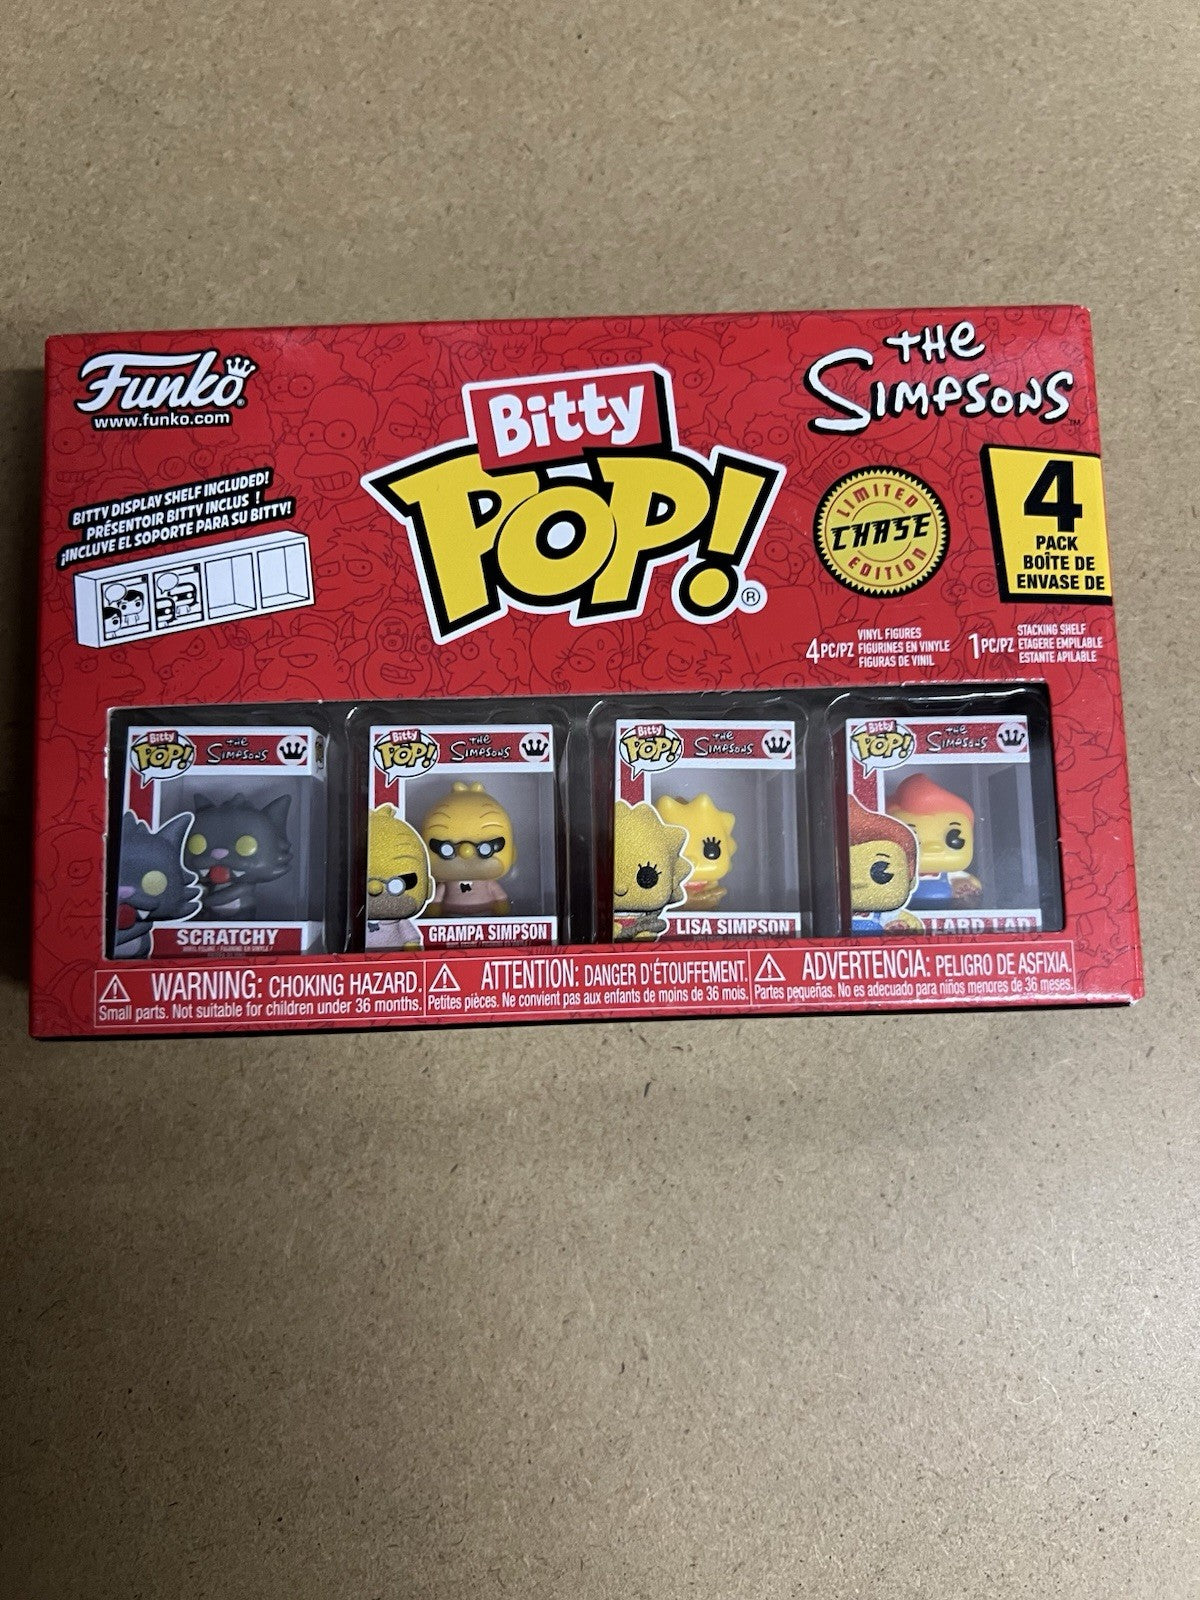 Funko®
www.funko.com
BITTY DISPLAY SHELF INCLUDED!
PRÉSENTOIR BITTY INCLUS !
¡INCLUYE EL SOPORTE PARA SU BITTY!
Bitty
POP!®
THE
SIMPSONS™
LIMITED
CHASE
EDITION
4
PACK
BOÎTE DE
ENVASE DE
4PC/PZ
VINYL FIGURES
FIGURINES EN VINYLE
FIGURAS DE VINIL
1PC/PZ
STACKING SHELF
ETAGERE EMPILABLE
ESTANTE APILABLE
Bitty
POP!
THE
SIMPSONS
SCRATCHY
Bitty
POP!
THE
SIMPSONS
GRAMPA SIMPSON
Bitty
POP!
THE
SIMPSONS
LISA SIMPSON
Bitty
POP!
THE
SIMPSONS
LARD LAD
WARNING: CHOKING HAZARD.
Small parts. Not suitable for children under 36 months.
ATTENTION: DANGER D'ÉTOUFFEMENT.
Petites pièces. Ne convient pas aux enfants de moins de 36 mois.
ADVERTENCIA: PELIGRO DE ASFIXIA.
Partes pequeñas. No es adecuado para niños menores de 36 meses.